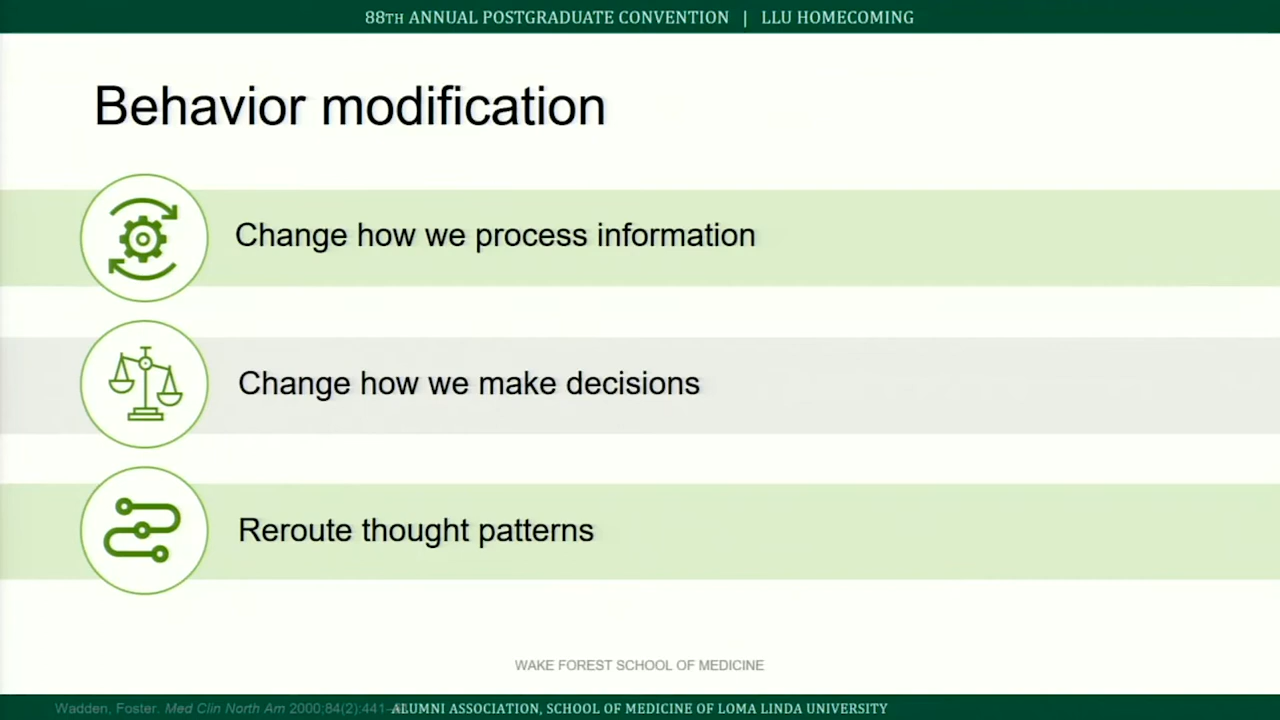 88TH ANNUAL POSTGRADUATE CONVENTION | LLU HOMECOMING
Behavior modification
Change how we process information
Change how we make decisions
Reroute thought patterns
WAKE FOREST SCHOOL OF MEDICINE
Wadden, Foster. Med Clin North Am 2000;84(2):441-
ALUMNI ASSOCIATION, SCHOOL OF MEDICINE OF LOMA LINDA UNIVERSITY